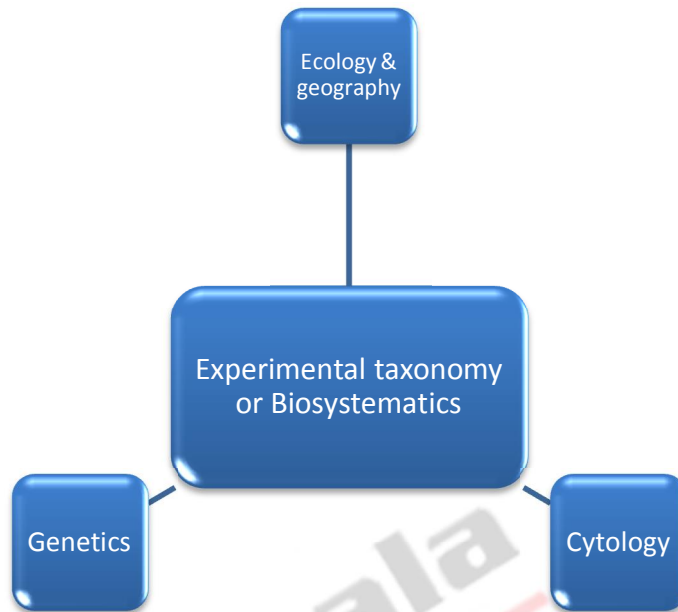 Ecology &
geography
Experimental taxonomy
or Biosystematics
Genetics
Cytology